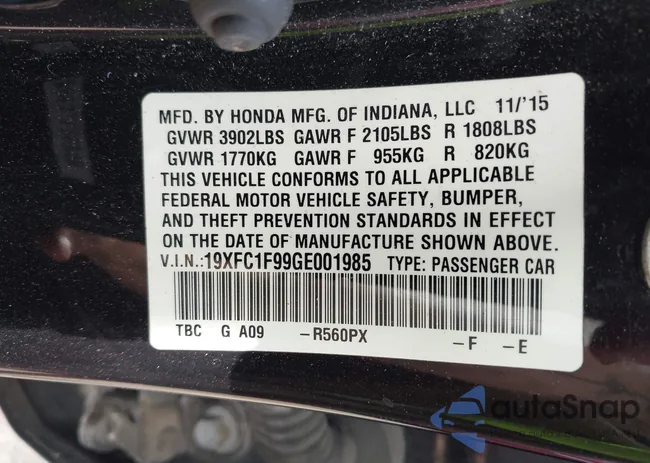 MFD. BY HONDA MFG. OF INDIANA, LLC 11/'15
GVWR 3902LBS GAWR F 2105LBS R 1808LBS
GVWR 1770KG GAWR F 955KG R 820KG
THIS VEHICLE CONFORMS TO ALL APPLICABLE
FEDERAL MOTOR VEHICLE SAFETY, BUMPER,
AND THEFT PREVENTION STANDARDS IN EFFECT
ON THE DATE OF MANUFACTURE SHOWN ABOVE.
V.I.N.:19XFC1F99GE001985 TYPE: PASSENGER CAR
TBC G A09 -R560PX -F -E
autaSnap